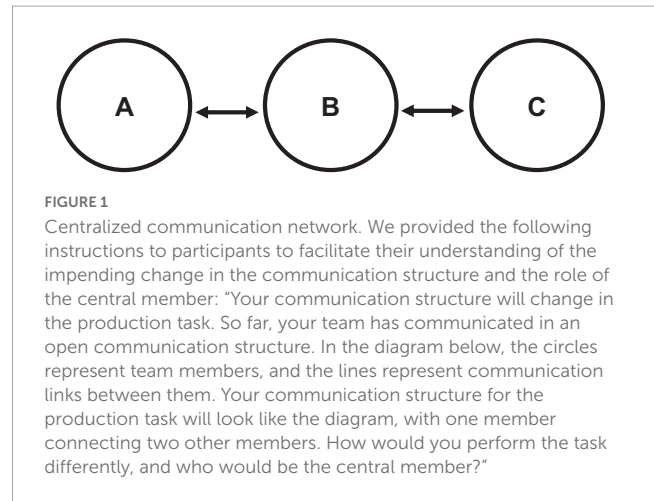 A B C
FIGURE 1
Centralized communication network. We provided the following
instructions to participants to facilitate their understanding of the
impending change in the communication structure and the role of
the central member: “Your communication structure will change in
the production task. So far, your team has communicated in an
open communication structure. In the diagram below, the circles
represent team members, and the lines represent communication
links between them. Your communication structure for the
production task will look like the diagram, with one member
connecting two other members. How would you perform the task
differently, and who would be the central member?”